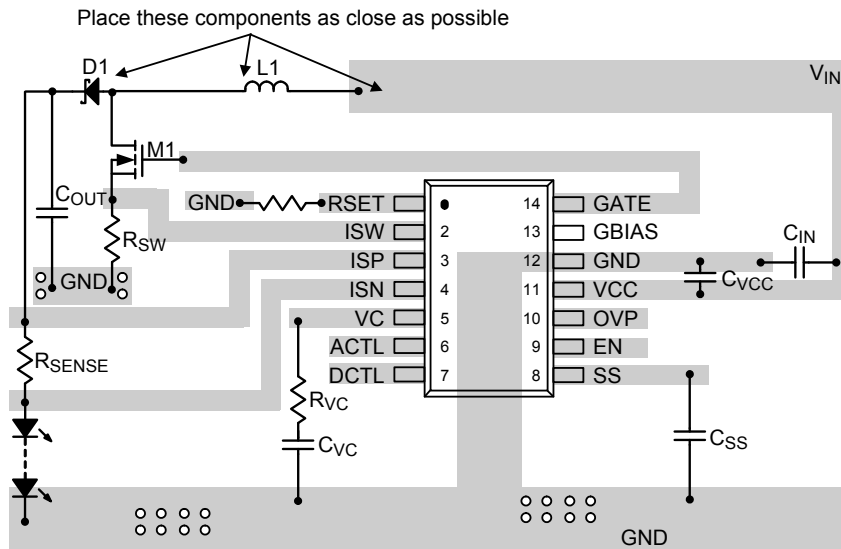 Place these components as close as possible
D1
L1
VIN
M1
COUT
GND
RSET
14
GATE
RSW
ISW
2
13
GBIAS
CIN
GND
ISP
3
12
GND
ISN
4
11
VCC
CVCC
VC
5
10
OVP
RSENSE
ACTL
6
9
EN
DCTL
7
8
SS
RVC
CVC
CSS
GND